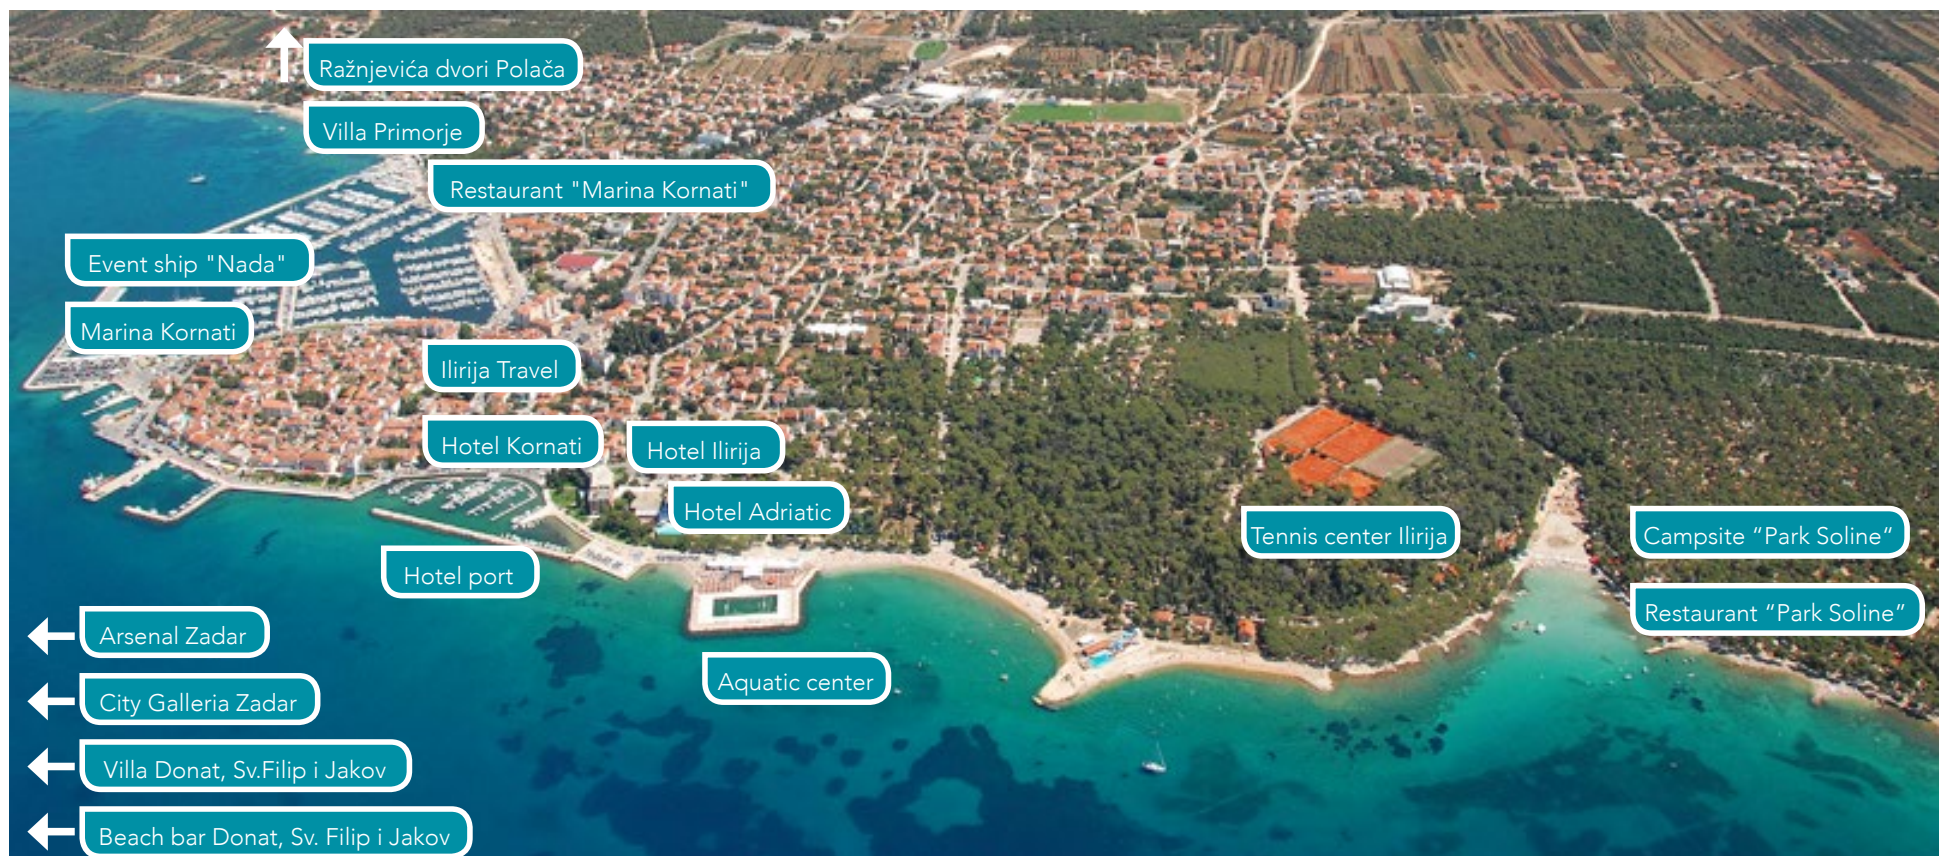 Ražnjevića dvori Polača
Villa Primorje
Restaurant "Marina Kornati"
Event ship "Nada"
Marina Kornati
Ilirija Travel
Hotel Kornati
Hotel Ilirija
Hotel Adriatic
Tennis center Ilirija
Campsite “Park Soline”
Hotel port
Restaurant “Park Soline”
Arsenal Zadar
Aquatic center
City Galleria Zadar
Villa Donat, Sv.Filip i Jakov
Beach bar Donat, Sv. Filip i Jakov